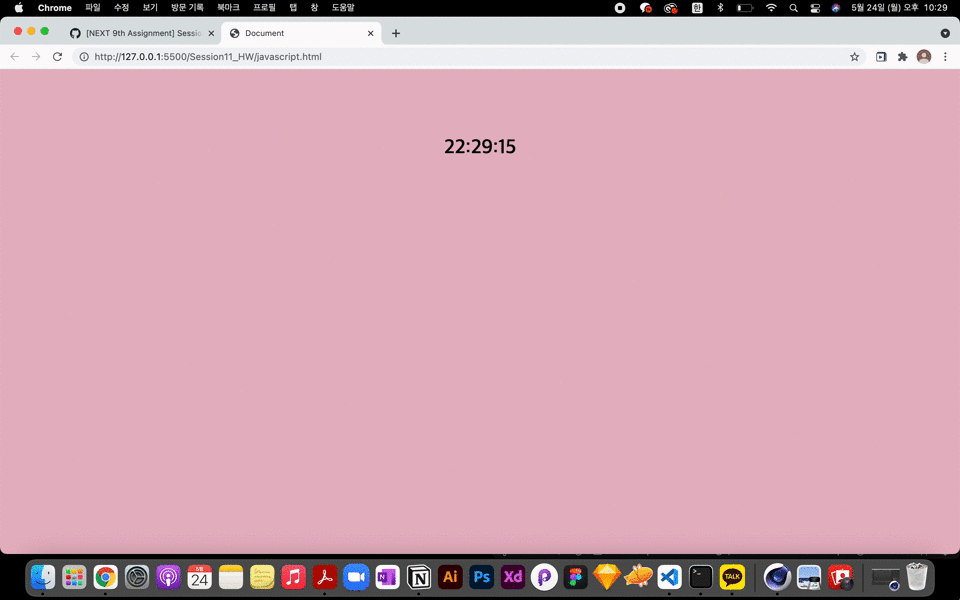 Chrome 파일 수정 보기 방문 기록 북마크 프로필 탭 창 도움말 한 5월 24일 (월) 오후 10:29
[NEXT 9th Assignment] Sessi Document
http://127.0.0.1:5500/Session11_HW/javascript.html
22:29:15
24 N N Ai Ps Xd TALK